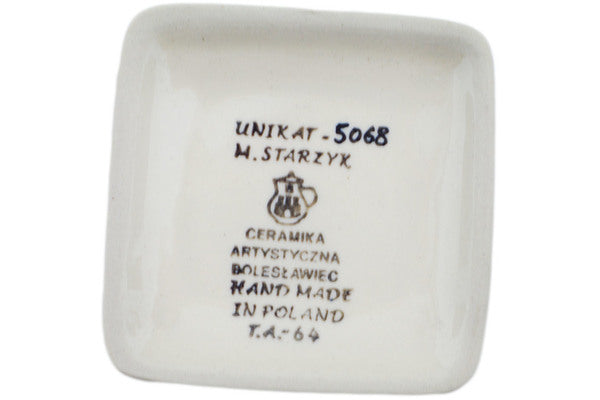 UNIKAT-5068
M. STARZYK
CERAMIKA
ARTYSTYCZNA
BOLESŁAWIEC
HAND MADE
IN POLAND
T.A.-64